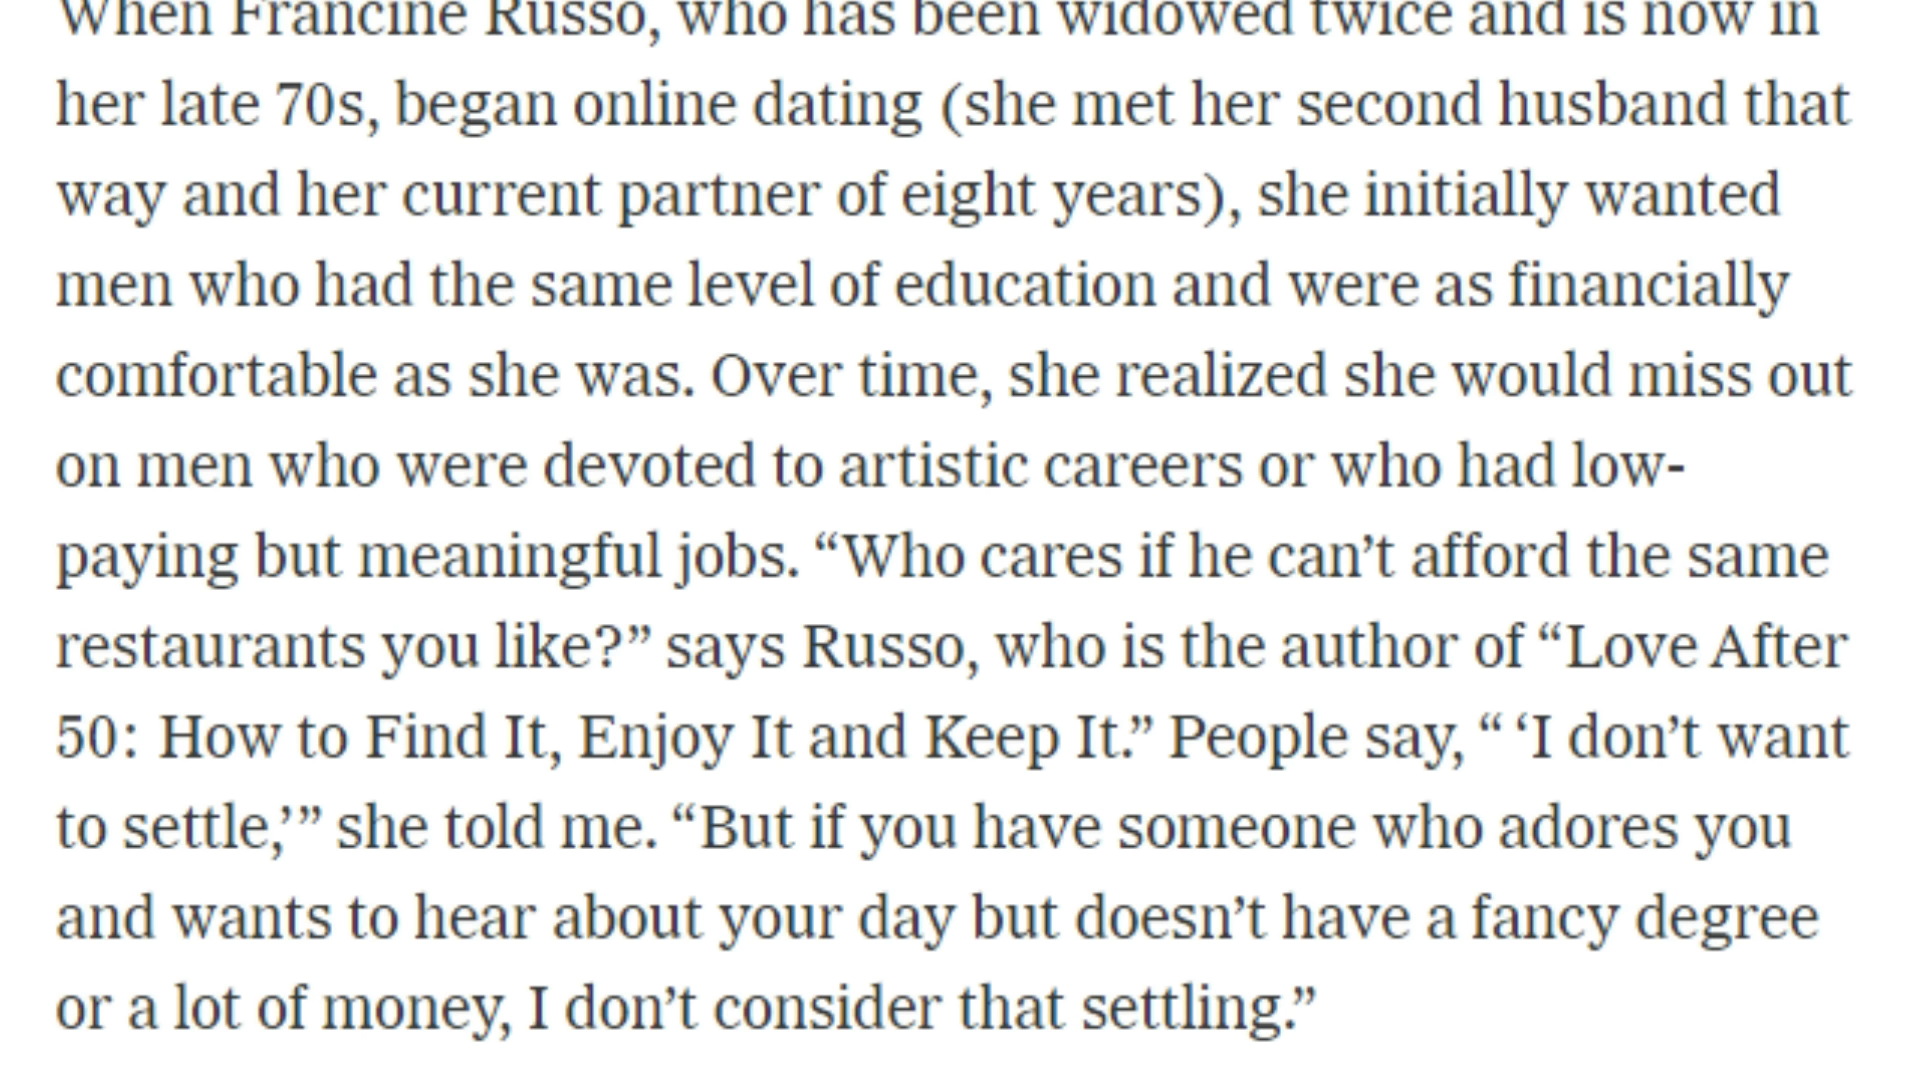 When Francine Russo, who has been widowed twice and is now in
her late 70s, began online dating (she met her second husband that
way and her current partner of eight years), she initially wanted
men who had the same level of education and were as financially
comfortable as she was. Over time, she realized she would miss out
on men who were devoted to artistic careers or who had low-
paying but meaningful jobs. “Who cares if he can’t afford the same
restaurants you like?” says Russo, who is the author of “Love After
50: How to Find It, Enjoy It and Keep It.” People say, “ ‘I don’t want
to settle,’” she told me. “But if you have someone who adores you
and wants to hear about your day but doesn’t have a fancy degree
or a lot of money, I don’t consider that settling.”